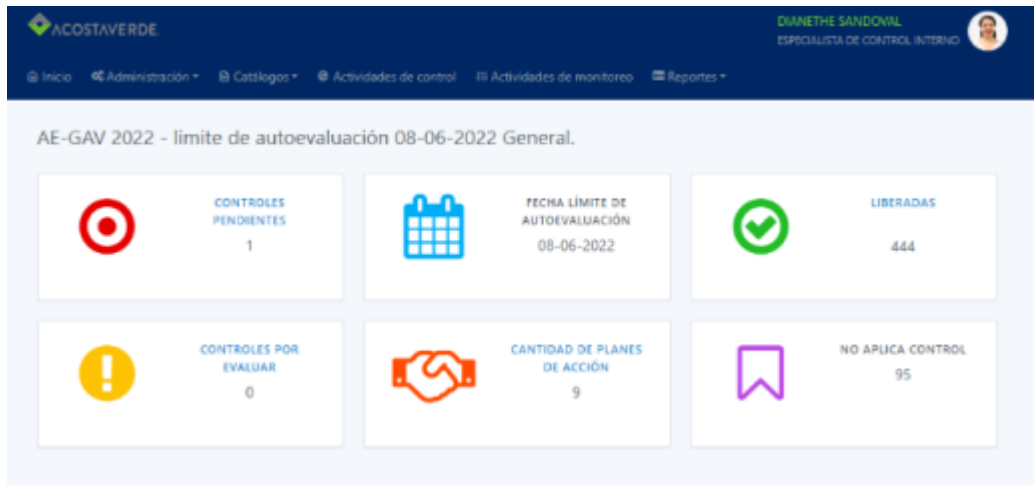 ACOSTAVERDE
DIANETHE SANDOVAL
ESPECIALISTA DE CONTROL INTERNO
Inicio Administración Catálogos Actividades de control Actividades de monitoreo Reportes
AE-GAV 2022 - limite de autoevaluación 08-06-2022 General.
CONTROLES
PENDIENTES
1
FECHA LÍMITE DE
AUTOEVALUACIÓN
08-06-2022
LIBERADAS
444
CONTROLES POR
EVALUAR
0
CANTIDAD DE PLANES
DE ACCIÓN
9
NO APLICA CONTROL
95